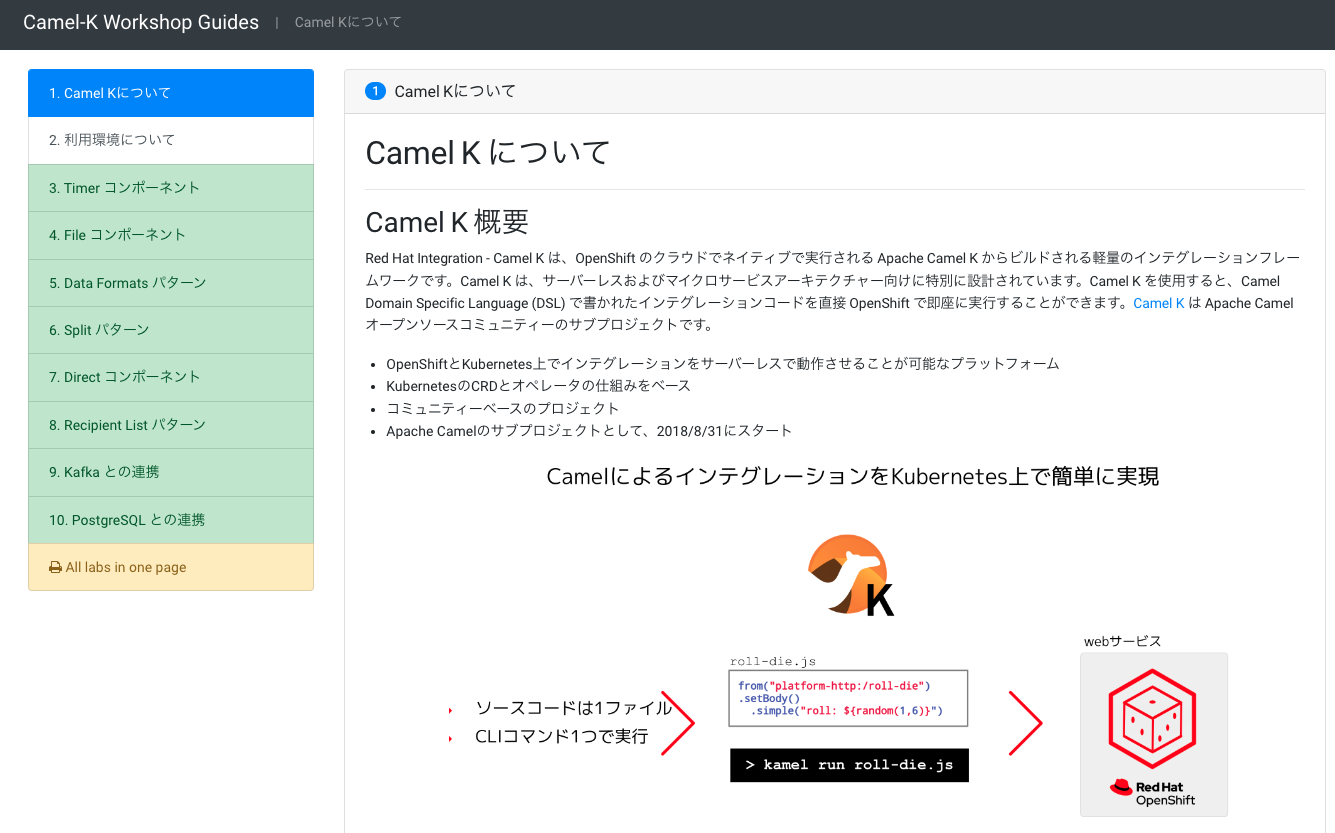 Camel-K Workshop Guides | Camel Kについて
1. Camel Kについて
2. 利用環境について
3. Timer コンポーネント
4. File コンポーネント
5. Data Formats パターン
6. Split パターン
7. Direct コンポーネント
8. Recipient List パターン
9. Kafka との連携
10. PostgreSQL との連携
All labs in one page
1 Camel Kについて
Camel K について
Camel K 概要
Red Hat Integration - Camel K は、OpenShift のクラウドでネイティブで実行される Apache Camel K からビルドされる軽量のインテグレーションフレー
ムワークです。Camel K は、サーバーレスおよびマイクロサービスアーキテクチャー向けに特別に設計されています。Camel K を使用すると、Camel
Domain Specific Language (DSL) で書かれたインテグレーションコードを直接 OpenShift で即座に実行することができます。Camel K は Apache Camel
オープンソースコミュニティーのサブプロジェクトです。
• OpenShiftとKubernetes上でインテグレーションをサーバーレスで動作させることが可能なプラットフォーム
• KubernetesのCRDとオペレータの仕組みをベース
• コミュニティーベースのプロジェクト
• Apache Camelのサブプロジェクトとして、2018/8/31にスタート
CamelによるインテグレーションをKubernetes上で簡単に実現
K
ソースコードは1ファイル
CLIコマンド1つで実行
roll-die.js
from("platform-http:/roll-die")
.setBody()
.simple("roll: ${random(1,6)}")
> kamel run roll-die.js
webサービス
Red Hat
OpenShift